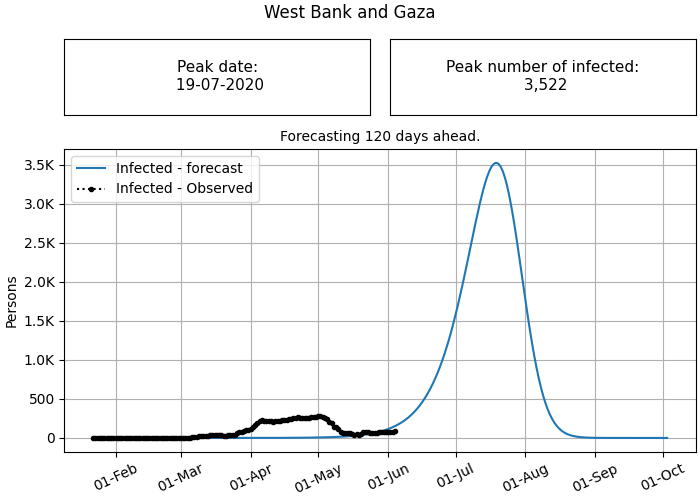 West Bank and Gaza
Peak date:
19-07-2020
Peak number of infected:
3,522
Forecasting 120 days ahead.
Infected - forecast
Infected - Observed
3.5K
3.0K
2.5K
2.0K
1.5K
1.0K
500
0
Persons
01-Feb
01-Mar
01-Apr
01-May
01-Jun
01-Jul
01-Aug
01-Sep
01-Oct